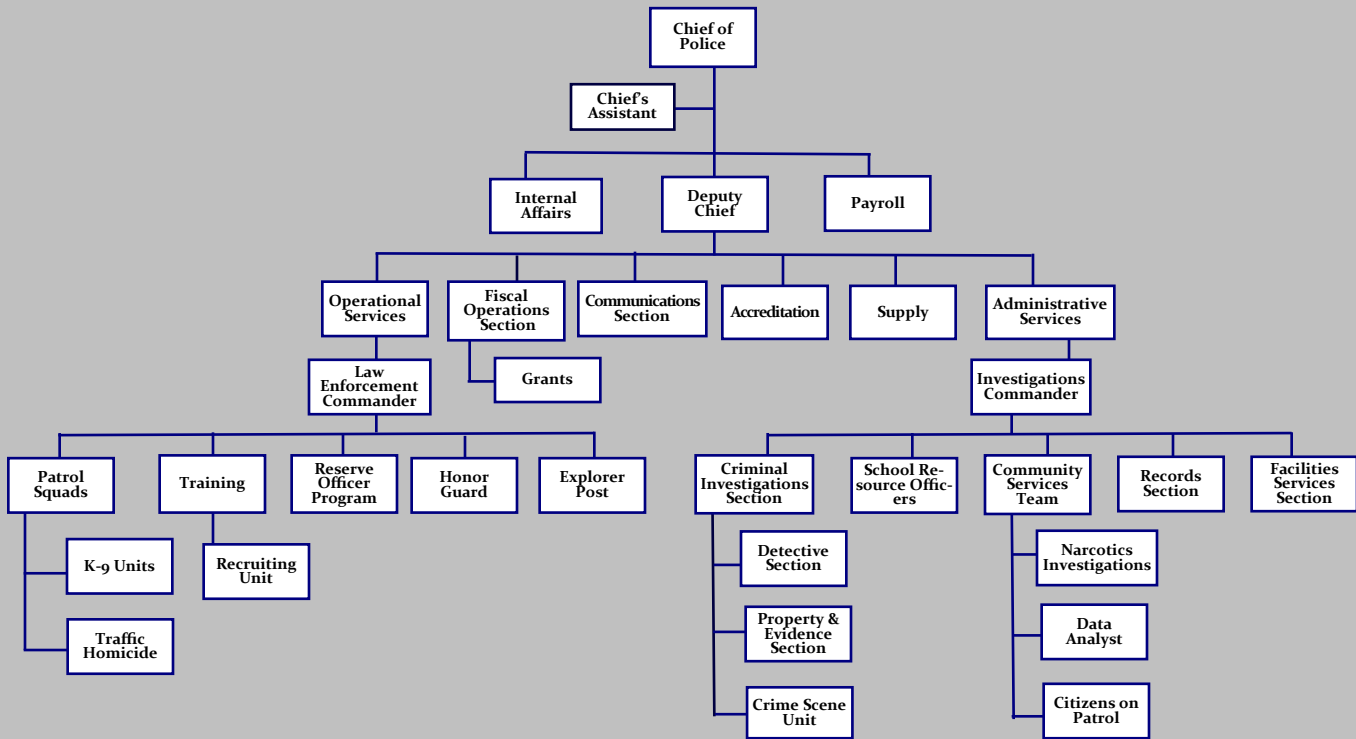 Chief of
Police
Chief's
Assistant
Internal
Affairs
Deputy
Chief
Payroll
Operational
Services
Fiscal
Operations
Section
Communications
Section
Accreditation
Supply
Administrative
Services
Law
Enforcement
Commander
Grants
Investigations
Commander
Patrol
Squads
Training
Reserve
Officer
Program
Honor
Guard
Explorer
Post
Criminal
Investigations
Section
School Re-
source Offic-
ers
Community
Services
Team
Records
Section
Facilities
Services
Section
K-9 Units
Recruiting
Unit
Detective
Section
Narcotics
Investigations
Traffic
Homicide
Property &
Evidence
Section
Data
Analyst
Crime Scene
Unit
Citizens on
Patrol